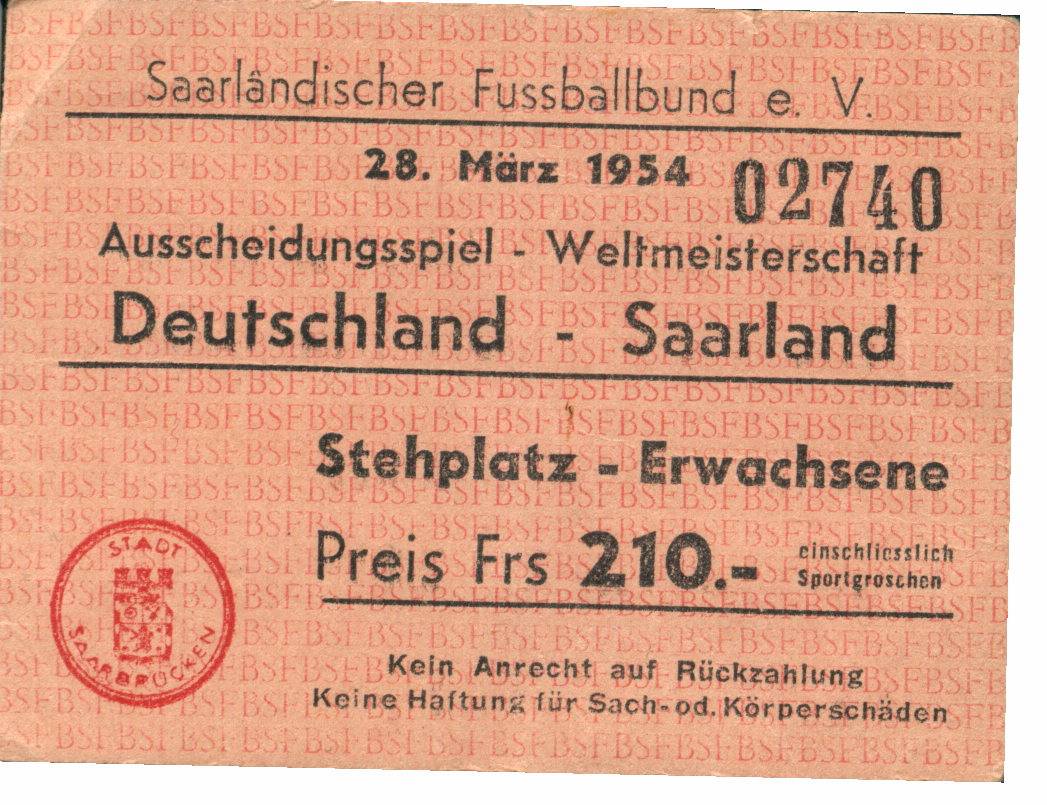 Saarländischer Fussballbund e. V.
28. März 1954
02740
Ausscheidungsspiel - Weltmeisterschaft
Deutschland - Saarland
Stehplatz - Erwachsene
Preis Frs 210.-
einschliesslich
Sportgroschen
STADT
SAARBRÜCKEN
Kein Anrecht auf Rückzahlung
Keine Haftung für Sach- od. Körperschäden